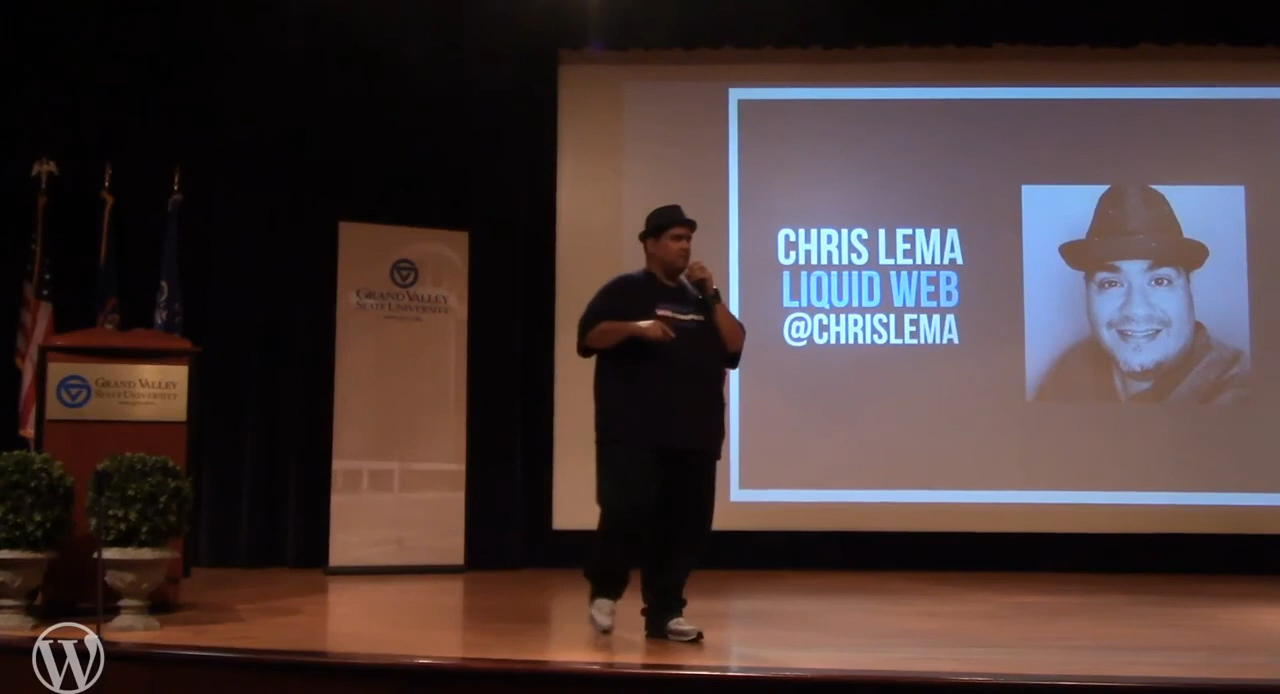 GRAND VALLEY
STATE UNIVERSITY
GRAND VALLEY
STATE UNIVERSITY
CHRIS LEMA
LIQUID WEB
@CHRISLEMA
W